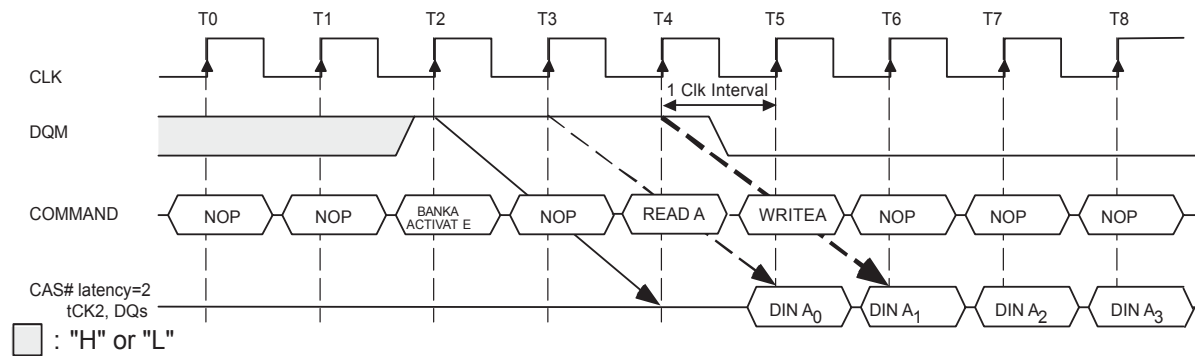 T0 T1 T2 T3 T4 T5 T6 T7 T8
CLK
1 Clk Interval
DQM
COMMAND NOP NOP BANKA ACTIVAT E NOP READ A WRITEA NOP NOP NOP
CAS# latency=2
tCK2, DQs
DIN A0 DIN A1 DIN A2 DIN A3
: "H" or "L"